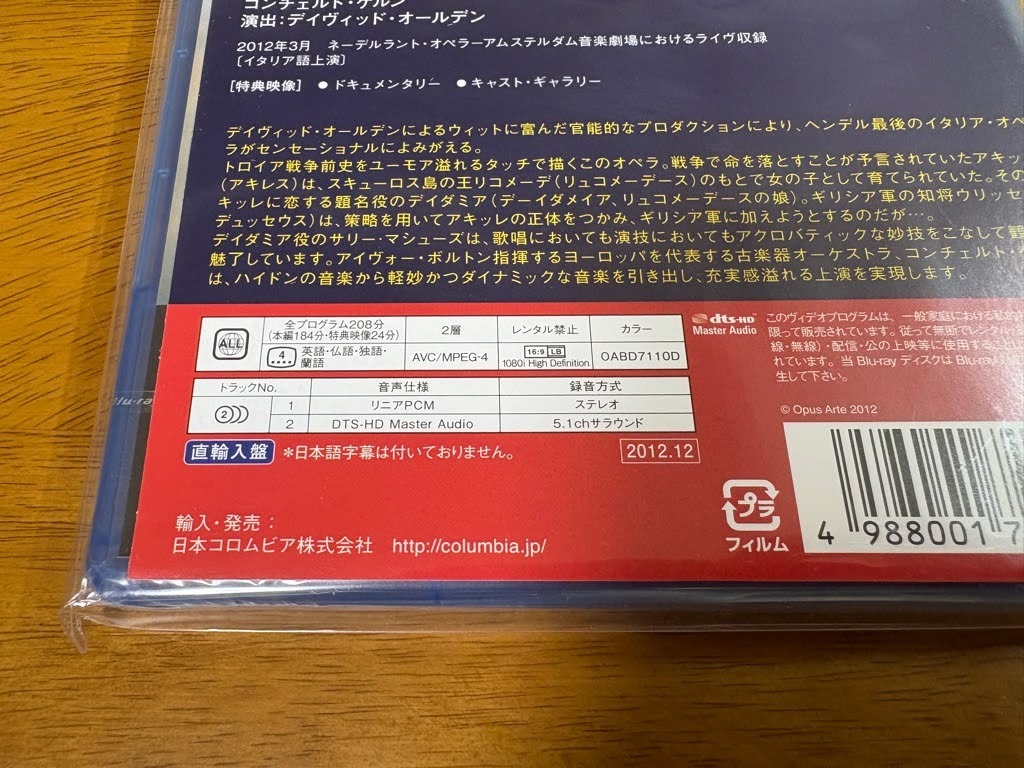 コンチェルト・ケルン
演出:デイヴィッド・オールデン
2012年3月 ネーデルラント・オペラーアムステルダム音楽劇場におけるライヴ収録
〔イタリア語上演〕
[特典映像] ●ドキュメンタリー ●キャスト・ギャラリー
デイヴィッド・オールデンによるウィットに富んだ官能的なプロダクションにより、ヘンデル最後のイタリア・オペ
ラがセンセーショナルによみがえる。
トロイア戦争前史をユーモア溢れるタッチで描くこのオペラ。戦争で命を落とすことが予言されていたアキッ
(アキレス)は、スキューロス島の王リコメーデ(リュコメーデース)のもとで女の子として育てられていた。その
キッレに恋する題名役のデイダミア(デーイダメイア、リュコメーデースの娘)。ギリシア軍の知将ウリッセ
デュッセウス)は、策略を用いてアキッレの正体をつかみ、ギリシア軍に加えようとするのだが…。
デイダミア役のサリー・マシューズは、歌唱においても演技においてもアクロバティックな妙技をこなして観
魅了しています。アイヴォー・ボルトン指揮するヨーロッパを代表する古楽器オーケストラ、コンチェルト・
は、ハイドンの音楽から軽妙かつダイナミックな音楽を引き出し、充実感溢れる上演を実現します。
ALL
全プログラム208分
(本編184分・特典映像24分)
2層
レンタル禁止
カラー
4
英語・仏語・独語・
蘭語
AVC/MPEG-4
16:9 LB
1080i High Definition
OABD7110D
トラックNo.
音声仕様
録音方式
2
1
リニアPCM
ステレオ
2
DTS-HD Master Audio
5.1chサラウンド
直輸入盤
*日本語字幕は付いておりません。
2012.12
dts-HD
Master Audio
このヴィデオプログラムは、一般家庭における私的
限って販売されています。従って無断でレンタル
線・無線)・配信・公の上映等に使用すること
れています。当 Blu-ray ディスクは Blu-ray
生して下さい。
© Opus Arte 2012
プラ
フィルム
4 988001 7
輸入・発売:
日本コロムビア株式会社 http://columbia.jp/